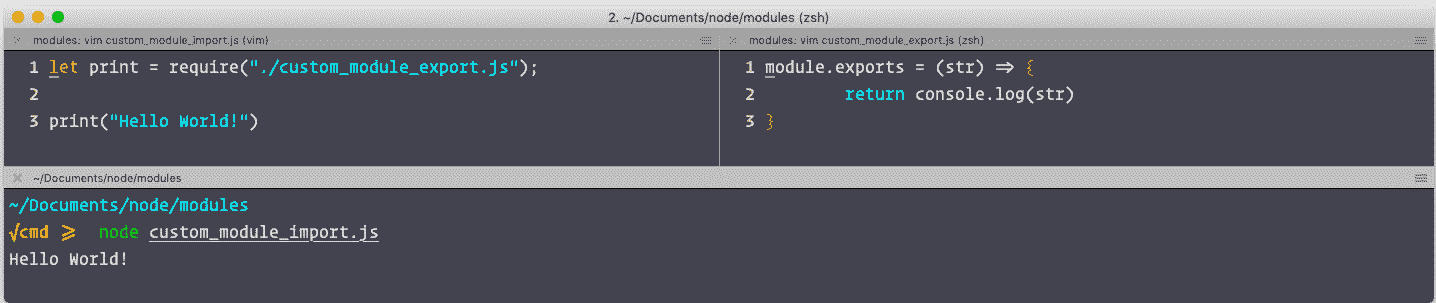 2. ~/Documents/node/modules (zsh)
modules: vim custom_module_import.js (vim)
1 let print = require("./custom_module_export.js");
2
3 print("Hello World!")
modules: vim custom_module_export.js (zsh)
1 module.exports = (str) => {
2 return console.log(str)
3 }
~/Documents/node/modules
~/Documents/node/modules
√cmd ⩾ node custom_module_import.js
Hello World!